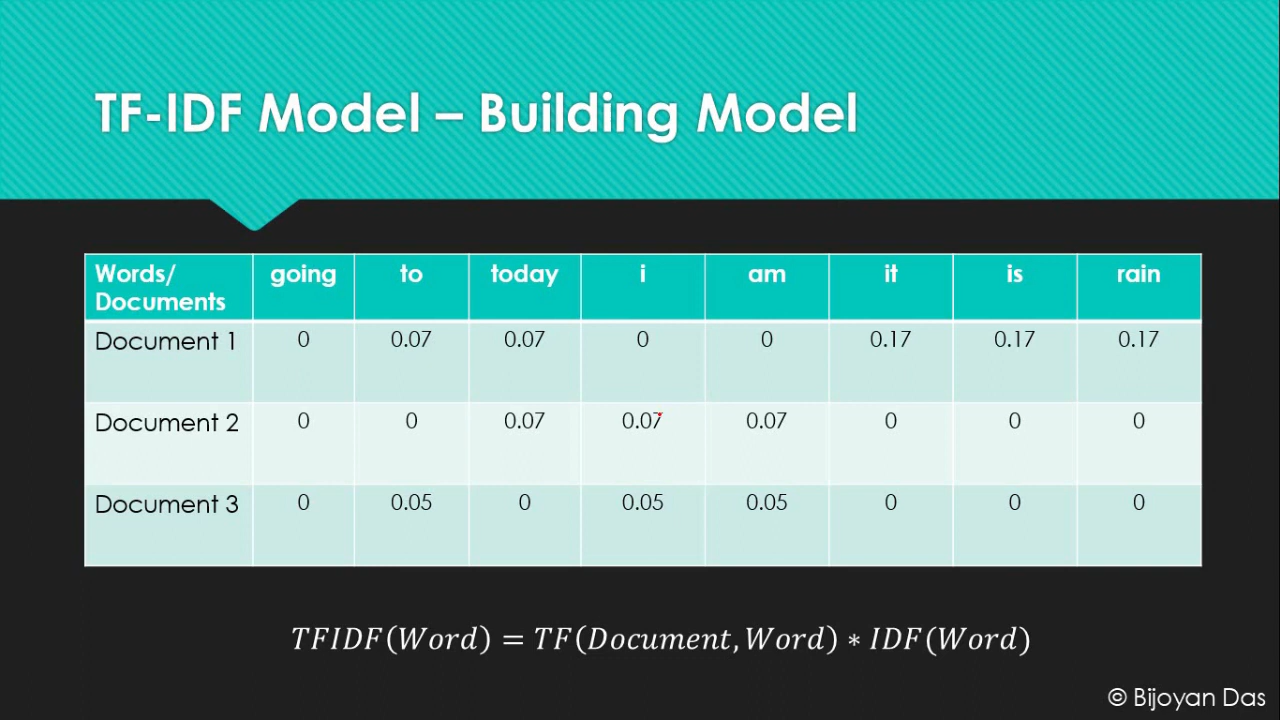 TF-IDF Model – Building Model
Words/ Documents going to today i am it is rain
Document 1 0 0.07 0.07 0 0 0.17 0.17 0.17
Document 2 0 0 0.07 0.07 0.07 0 0 0
Document 3 0 0.05 0 0.05 0.05 0 0 0
TFIDF(Word) = TF(Document, Word) ∗ IDF(Word)
© Bijoyan Das